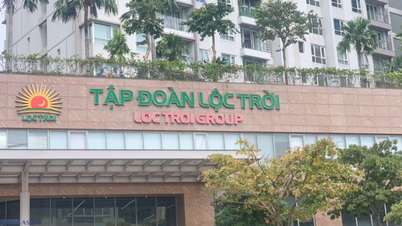 TẬP ĐOÀN LỘC TRỜI
LOC TROI GROUP
LỘC TRỜI